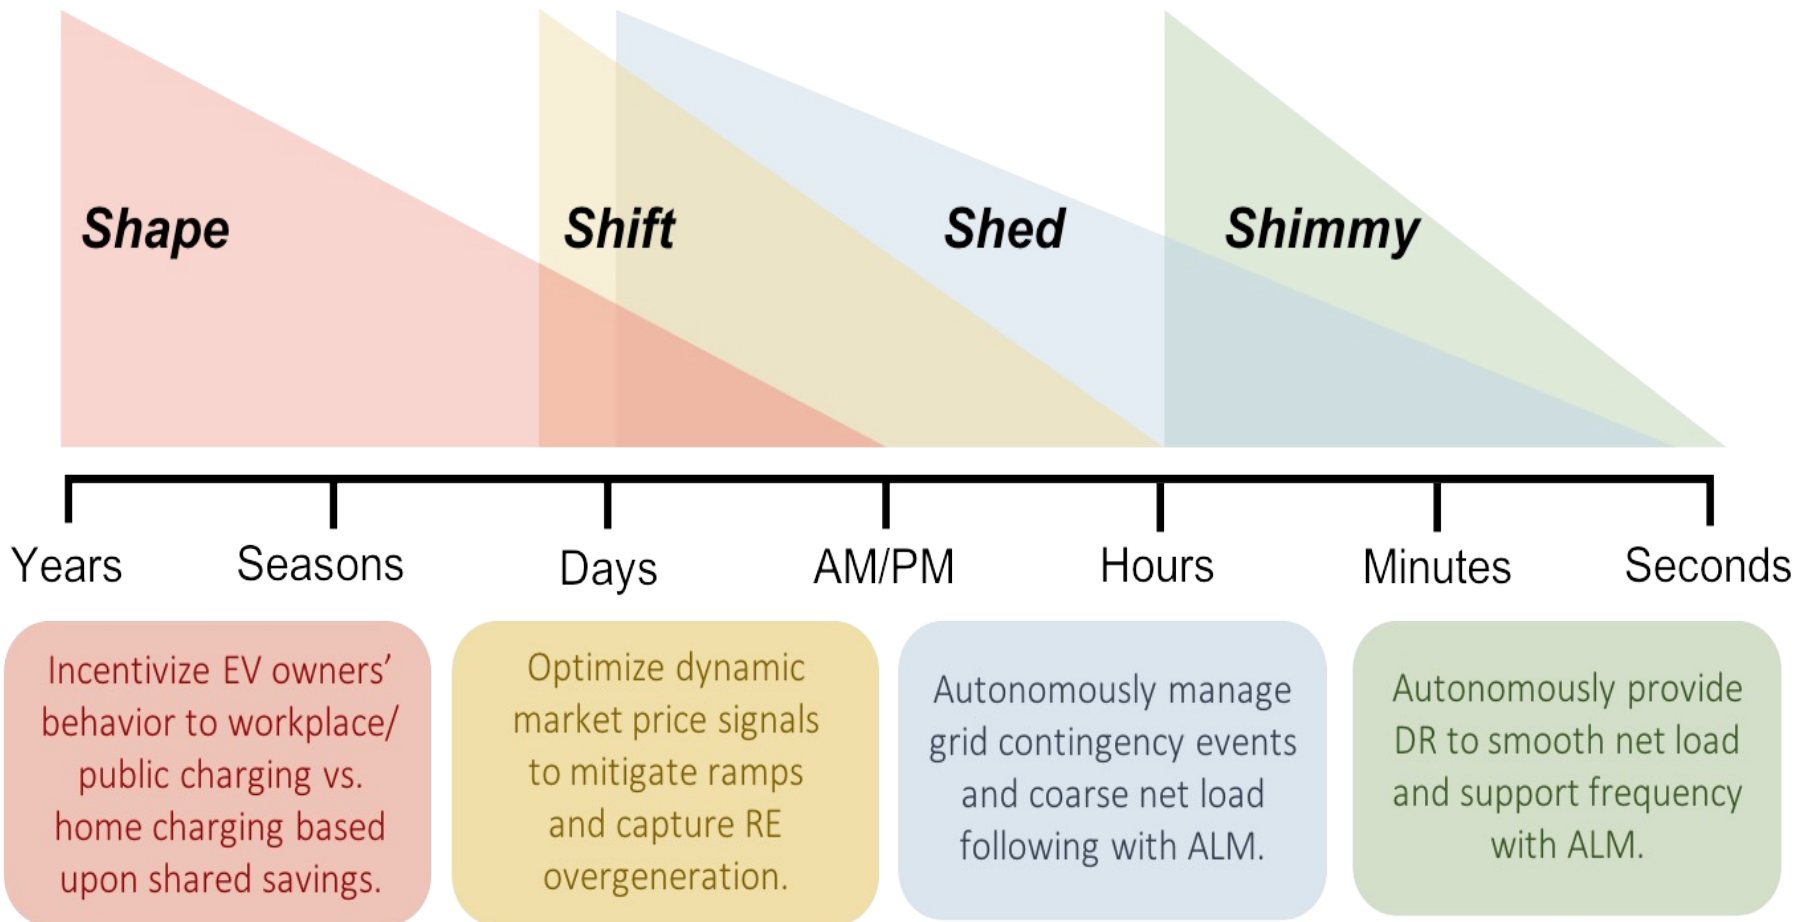 Shape
Shift
Shed
Shimmy
Years
Seasons
Days
AM/PM
Hours
Minutes
Seconds
Incentivize EV owners’
behavior to workplace/
public charging vs.
home charging based
upon shared savings.
Optimize dynamic
market price signals
to mitigate ramps
and capture RE
overgeneration.
Autonomously manage
grid contingency events
and coarse net load
following with ALM.
Autonomously provide
DR to smooth net load
and support frequency
with ALM.